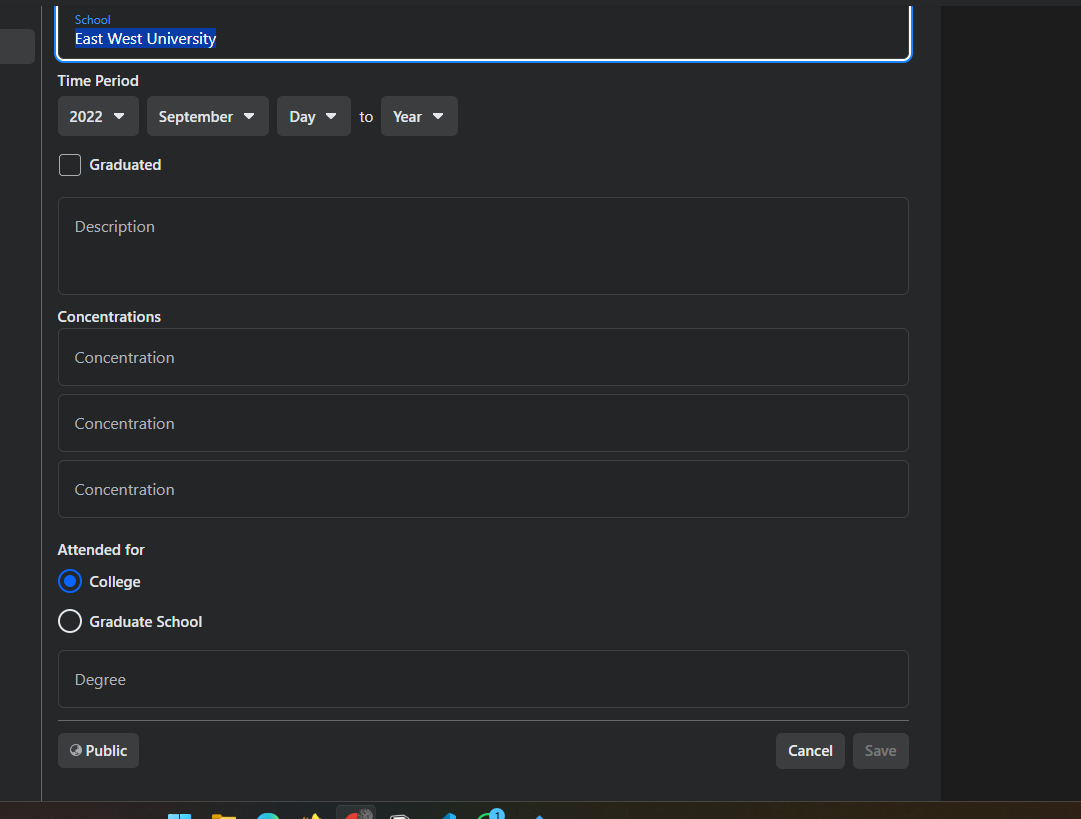 School
East West University
Time Period
2022 September Day to Year
Graduated
Description
Concentrations
Concentration
Concentration
Concentration
Attended for
College
Graduate School
Degree
Public Cancel Save
1